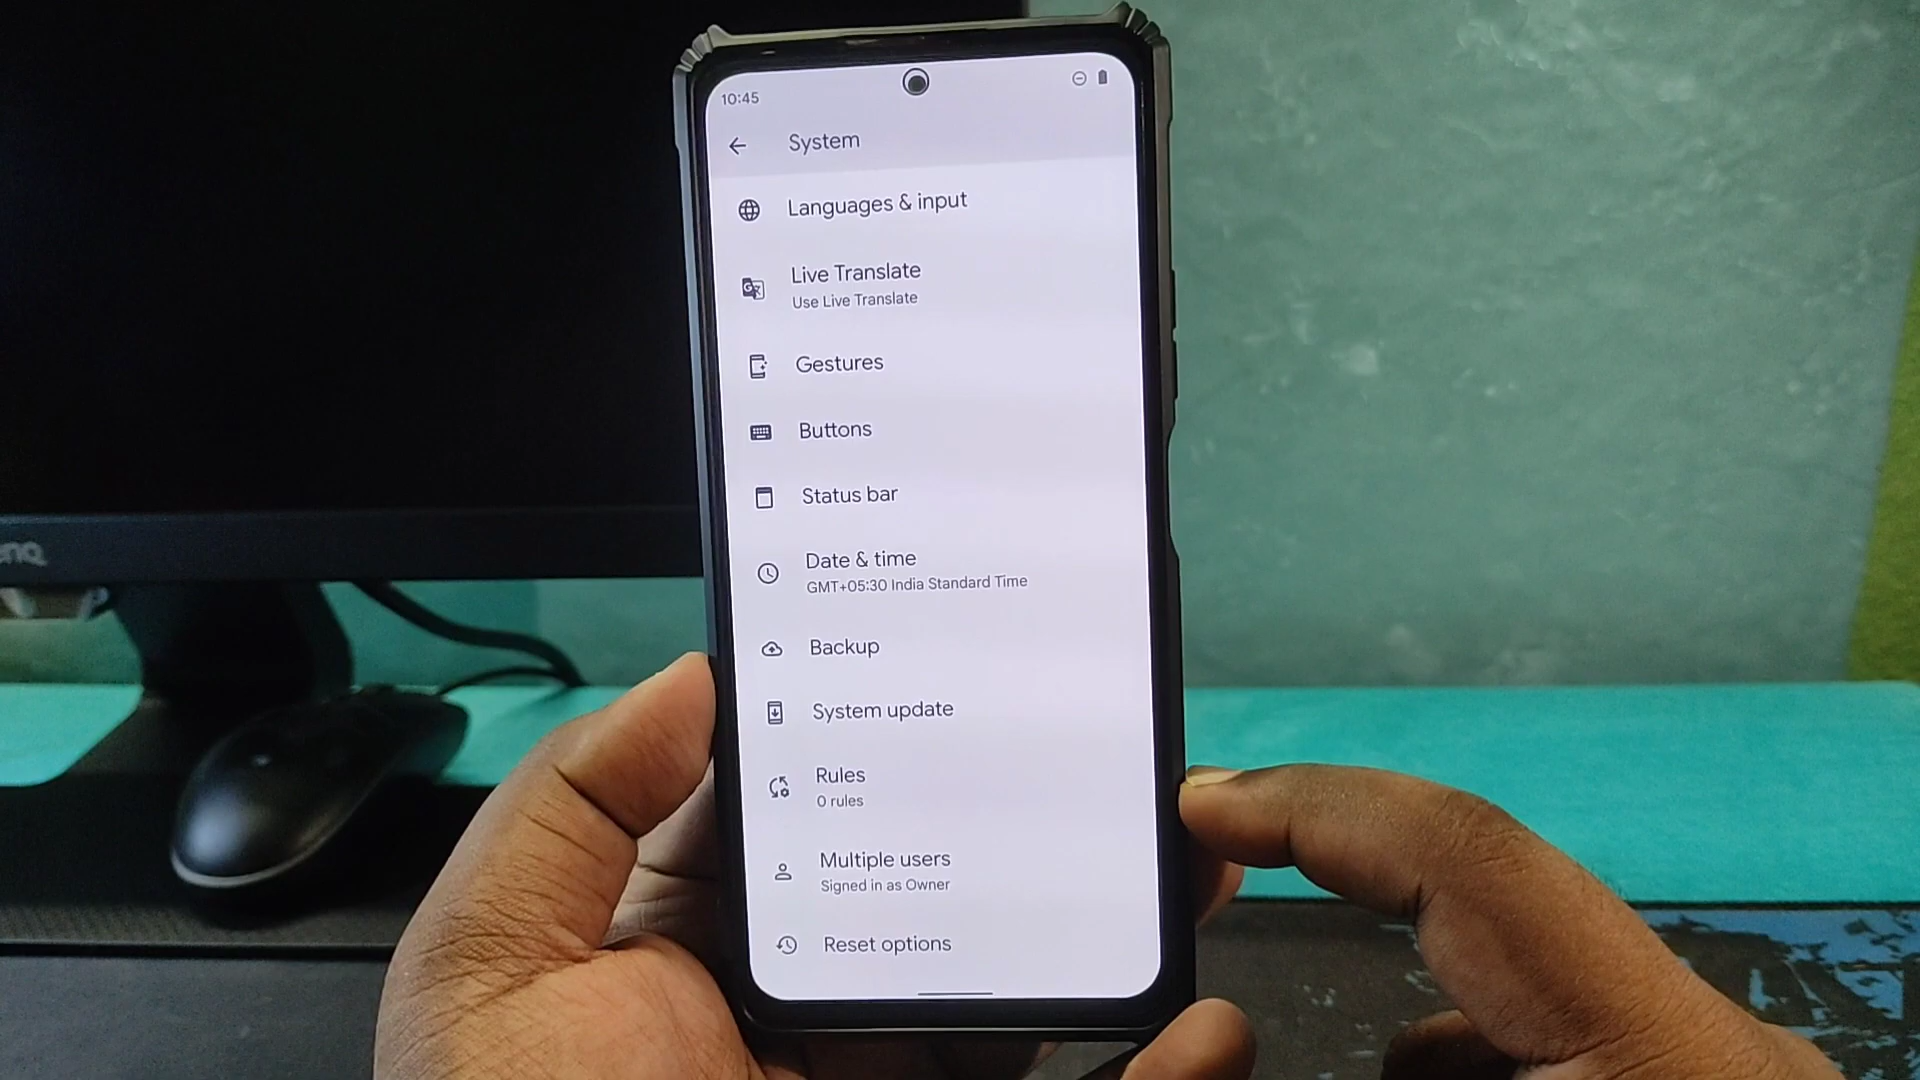 10:45
System
Languages & input
Live Translate
Use Live Translate
Gestures
Buttons
Status bar
Date & time
GMT+05:30 India Standard Time
Backup
System update
Rules
0 rules
Multiple users
Signed in as Owner
Reset options